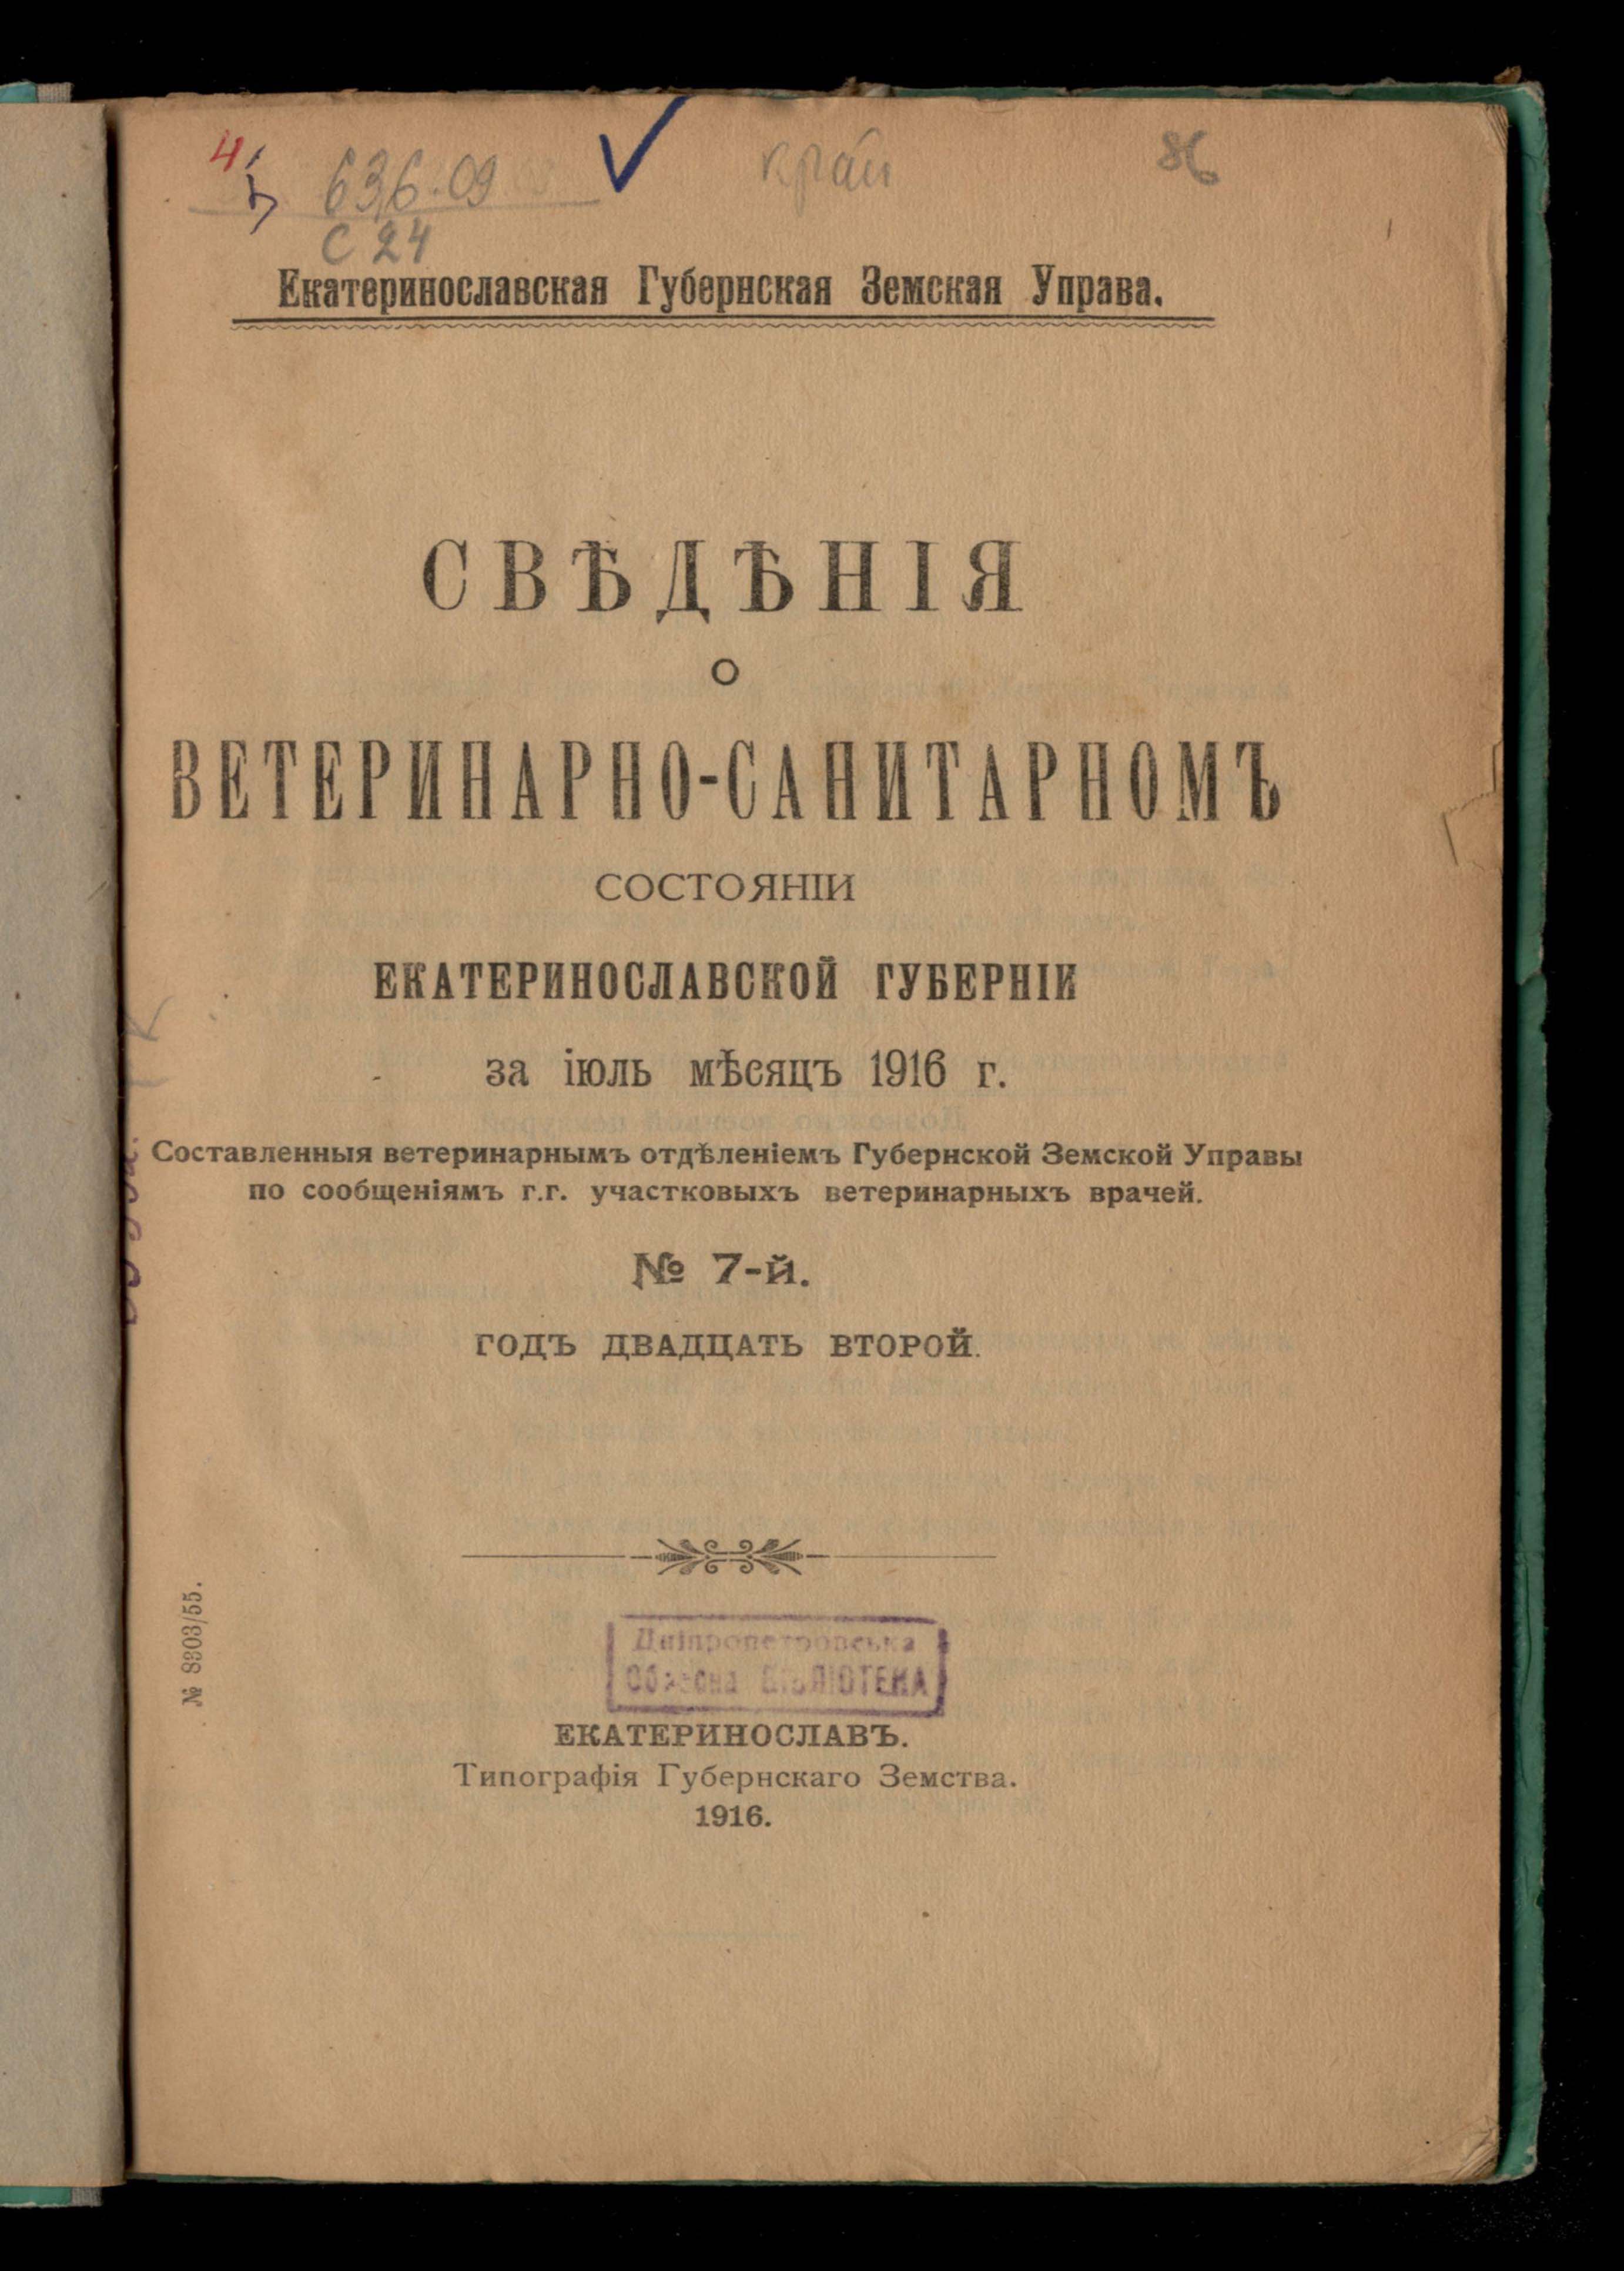 4
636.09
край
86
С 24
Екатеринославская Губернская Земская Управа.
СВѢДѢНІЯ
О
ВЕТЕРИНАРНО-САНИТАРНОМЪ
СОСТОЯНІИ
ЕКАТЕРИНОСЛАВСКОЙ ГУБЕРНІИ
за іюль мѣсяцъ 1916 г.
Составленныя ветеринарнымъ отдѣленіемъ Губернской Земской Управы
по сообщеніямъ г.г. участковыхъ ветеринарныхъ врачей.
№ 7-й.
ГОДЪ ДВАДЦАТЬ ВТОРОЙ.
№ 8303/55.
Дніпропетровська
Обласна БІБЛІОТЕКА
ЕКАТЕРИНОСЛАВЪ.
Типографія Губернскаго Земства.
1916.